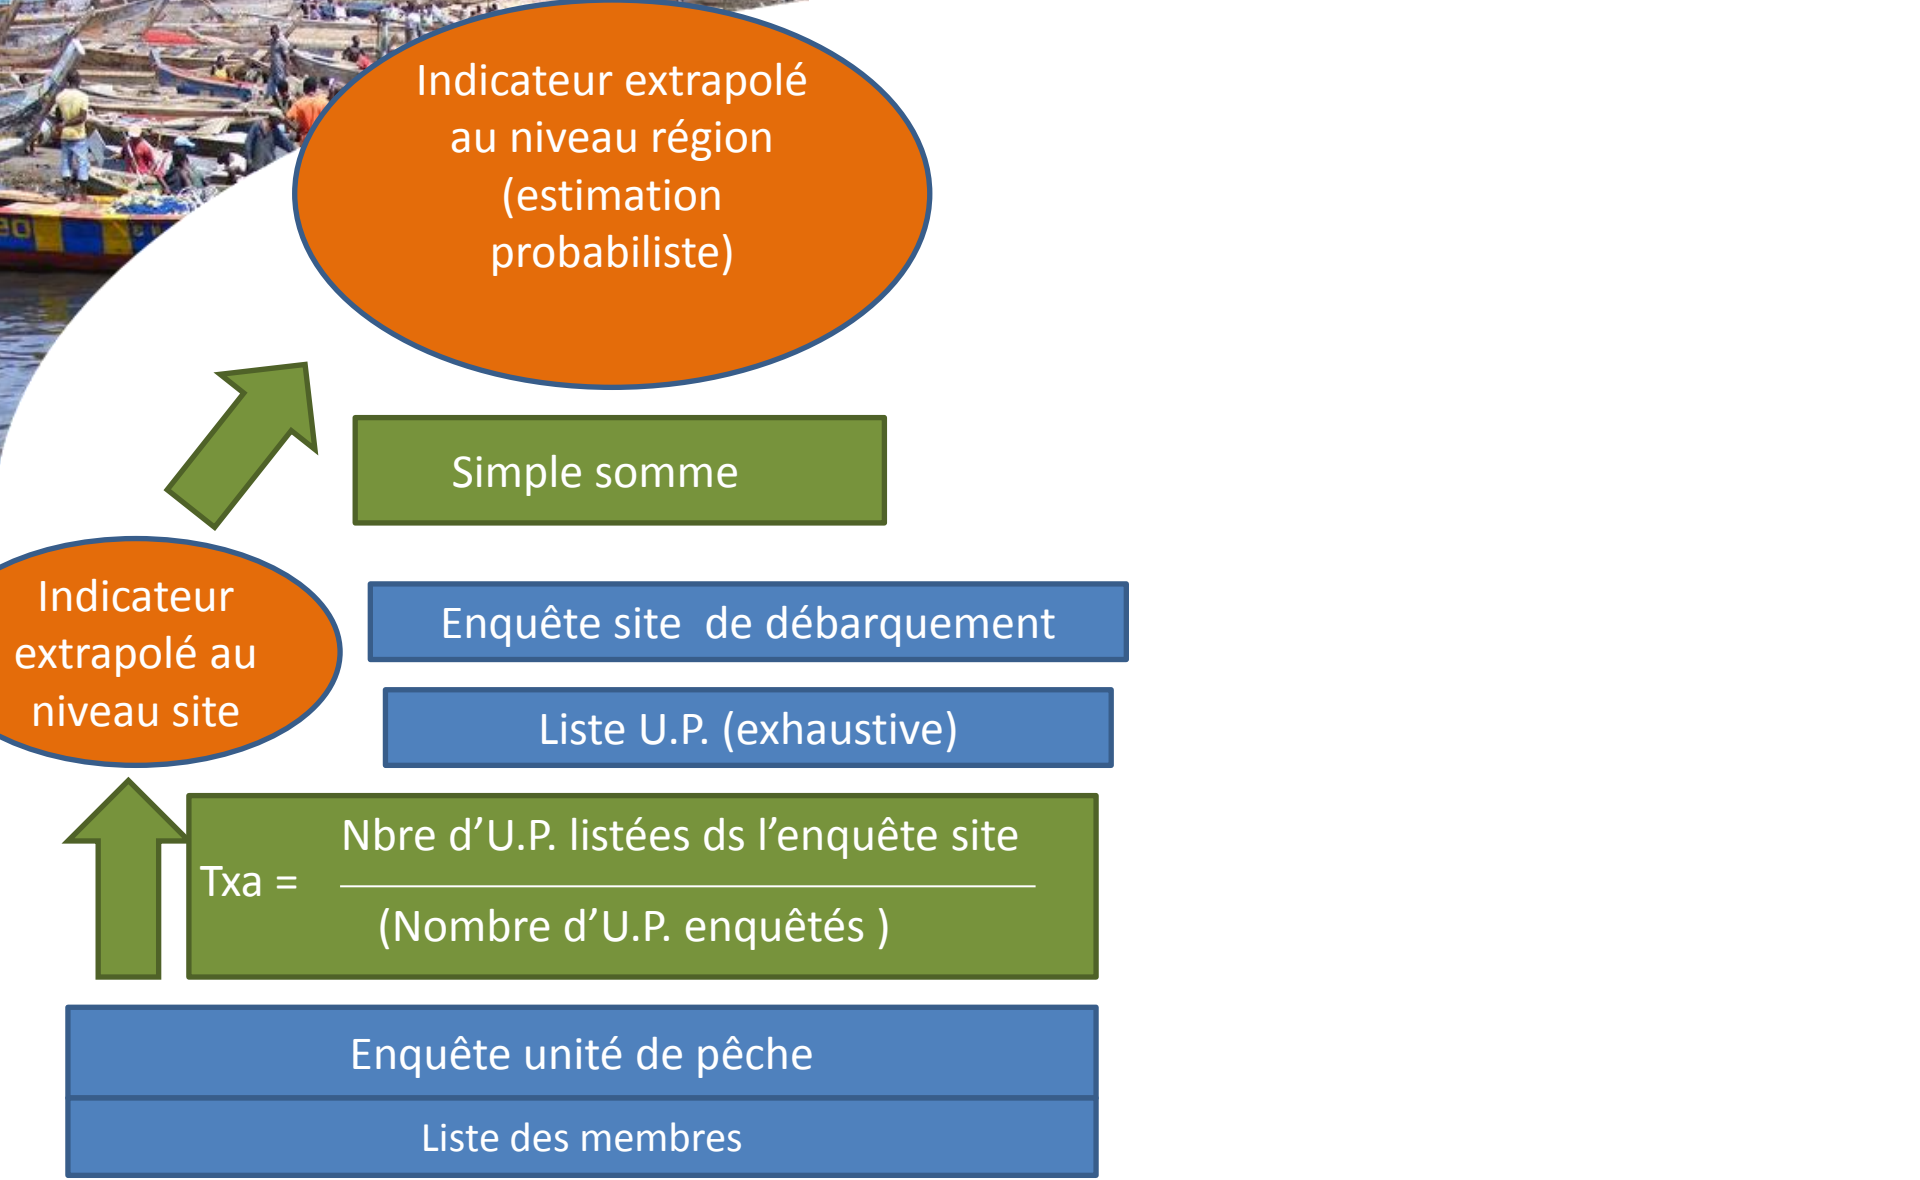 Indicateur extrapolé
au niveau région
(estimation
probabiliste)
Simple somme
Indicateur
extrapolé au
niveau site
Enquête site  de débarquement
Liste U.P. (exhaustive)
Nbre d’U.P. listées ds l’enquête site
Txa =
(Nombre d’U.P. enquêtés )
Enquête unité de pêche
Liste des membres